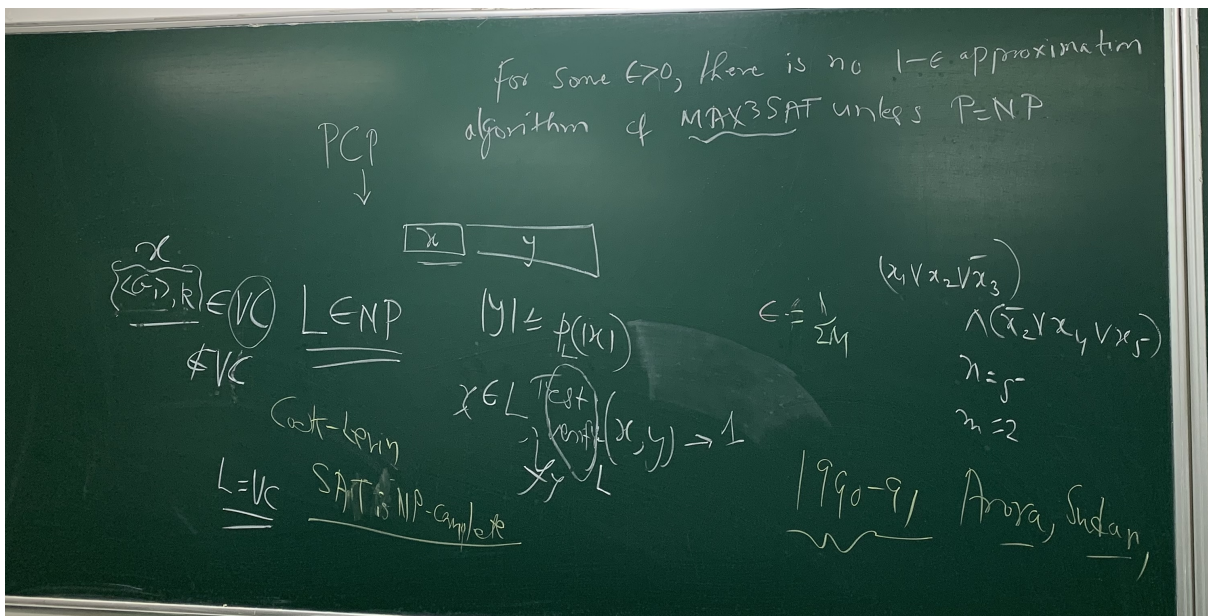 For some ϵ>0, there is no 1-ϵ approximation
algorithm of MAX3SAT unless P=NP
PCP
↓
x y
x
⟨G⟩, k ∈ VC
∉ VC
L∈NP
|y| ≤ p_L(|x|)
x∈L Test
(x, y) → 1
L
ϵ = 1/2M
(x₁ ∨ x₂ ∨ x̄₃)
∧ (x̄₂ ∨ x₄ ∨ x₅)
n=5
m=2
Cook-Levin
L=VC SAT is NP-complete
1990-91 Arora, Sudan,